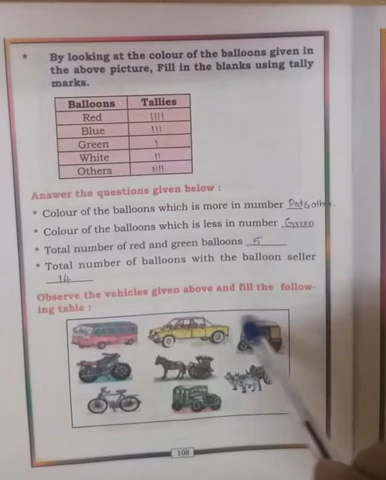 * By looking at the colour of the balloons given in
the above picture, Fill in the blanks using tally
marks.
Balloons Tallies
Red ||||
Blue |||
Green |
White ||
Others ||||
Answer the questions given below :
* Colour of the balloons which is more in number Red & other.
* Colour of the balloons which is less in number Green
* Total number of red and green balloons 5
* Total number of balloons with the balloon seller
14
Observe the vehicles given above and fill the follow-
ing table :
108